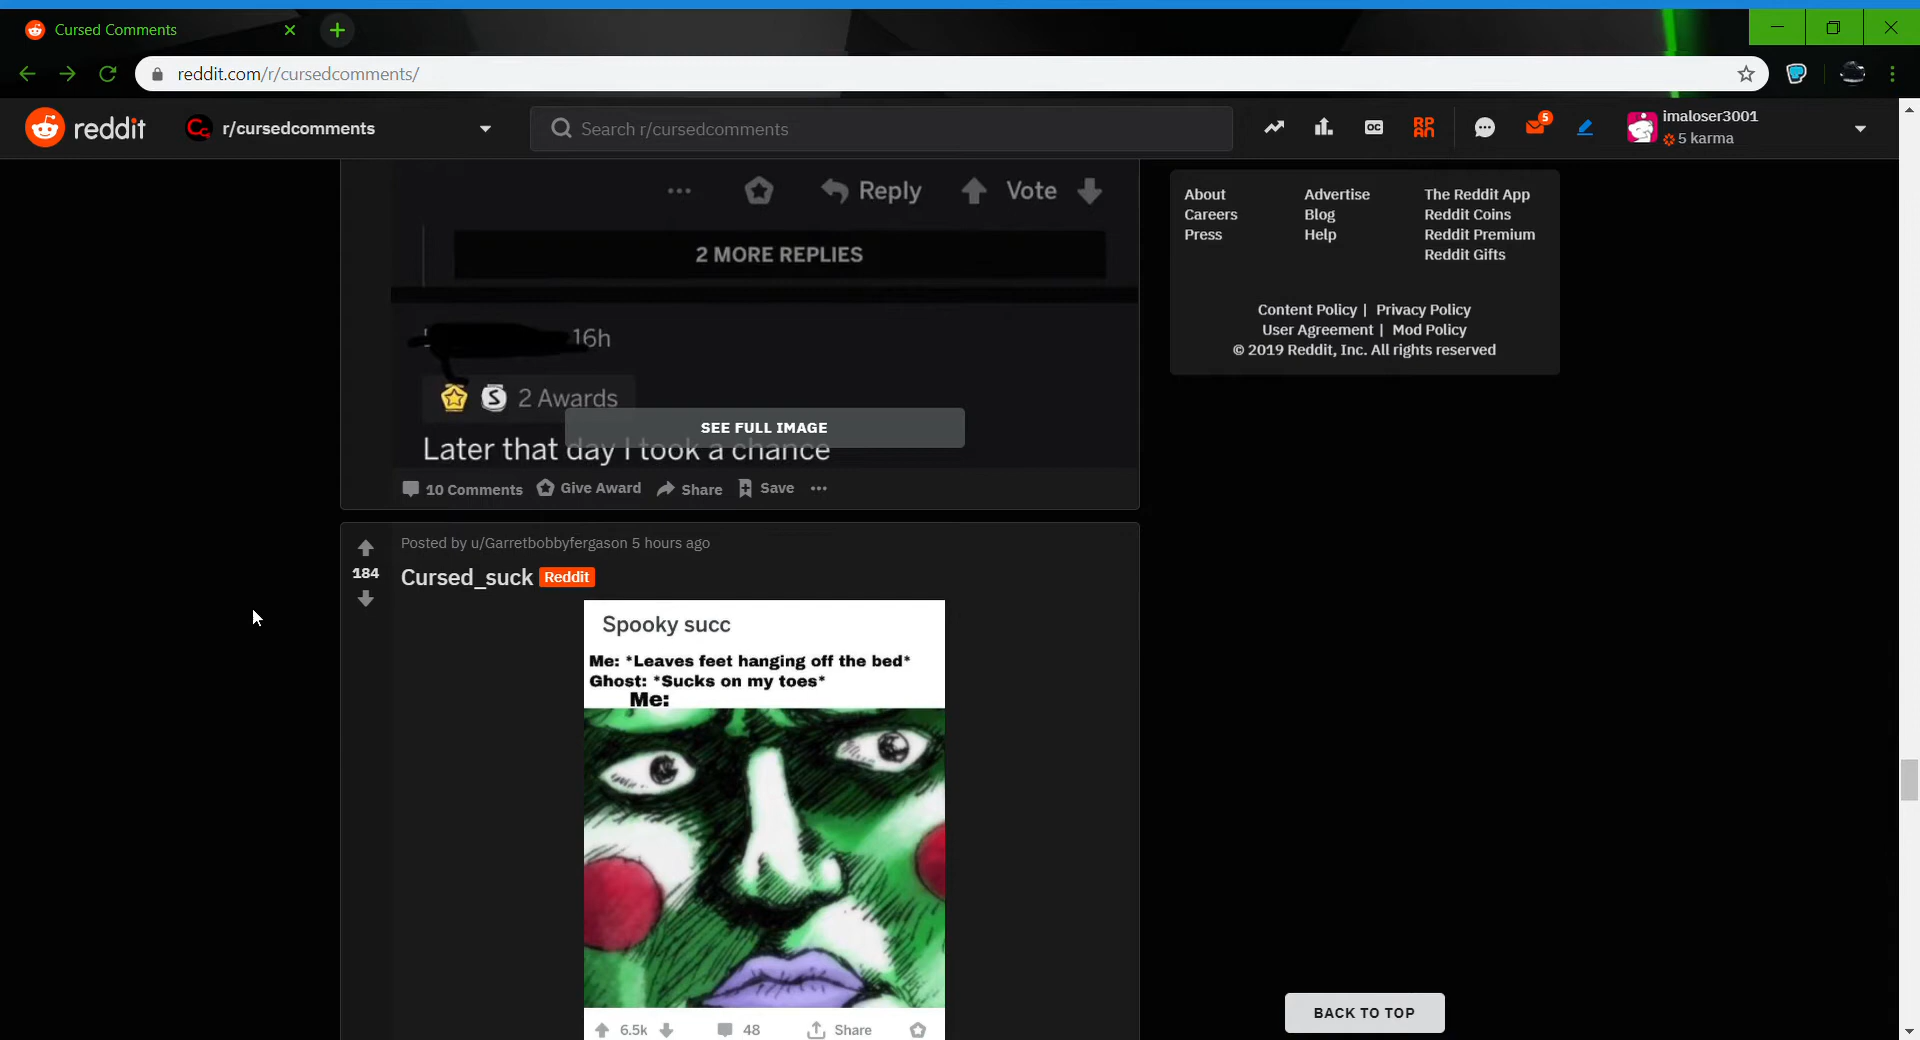 Cursed Comments
reddit.com/r/cursedcomments/
reddit
r/cursedcomments
Search r/cursedcomments
OC
RP
AN
5
imaloser3001
5 karma
Reply
Vote
2 MORE REPLIES
16h
S
2 Awards
SEE FULL IMAGE
Later that day I took a chance
10 Comments
Give Award
Share
Save
Posted by u/Garretbobbyfergason 5 hours ago
184
Cursed_suck
Reddit
Spooky succ
Me: *Leaves feet hanging off the bed*
Ghost: *Sucks on my toes*
Me:
6.5k
48
Share
About
Advertise
The Reddit App
Careers
Blog
Reddit Coins
Press
Help
Reddit Premium
Reddit Gifts
Content Policy | Privacy Policy
User Agreement | Mod Policy
© 2019 Reddit, Inc. All rights reserved
BACK TO TOP